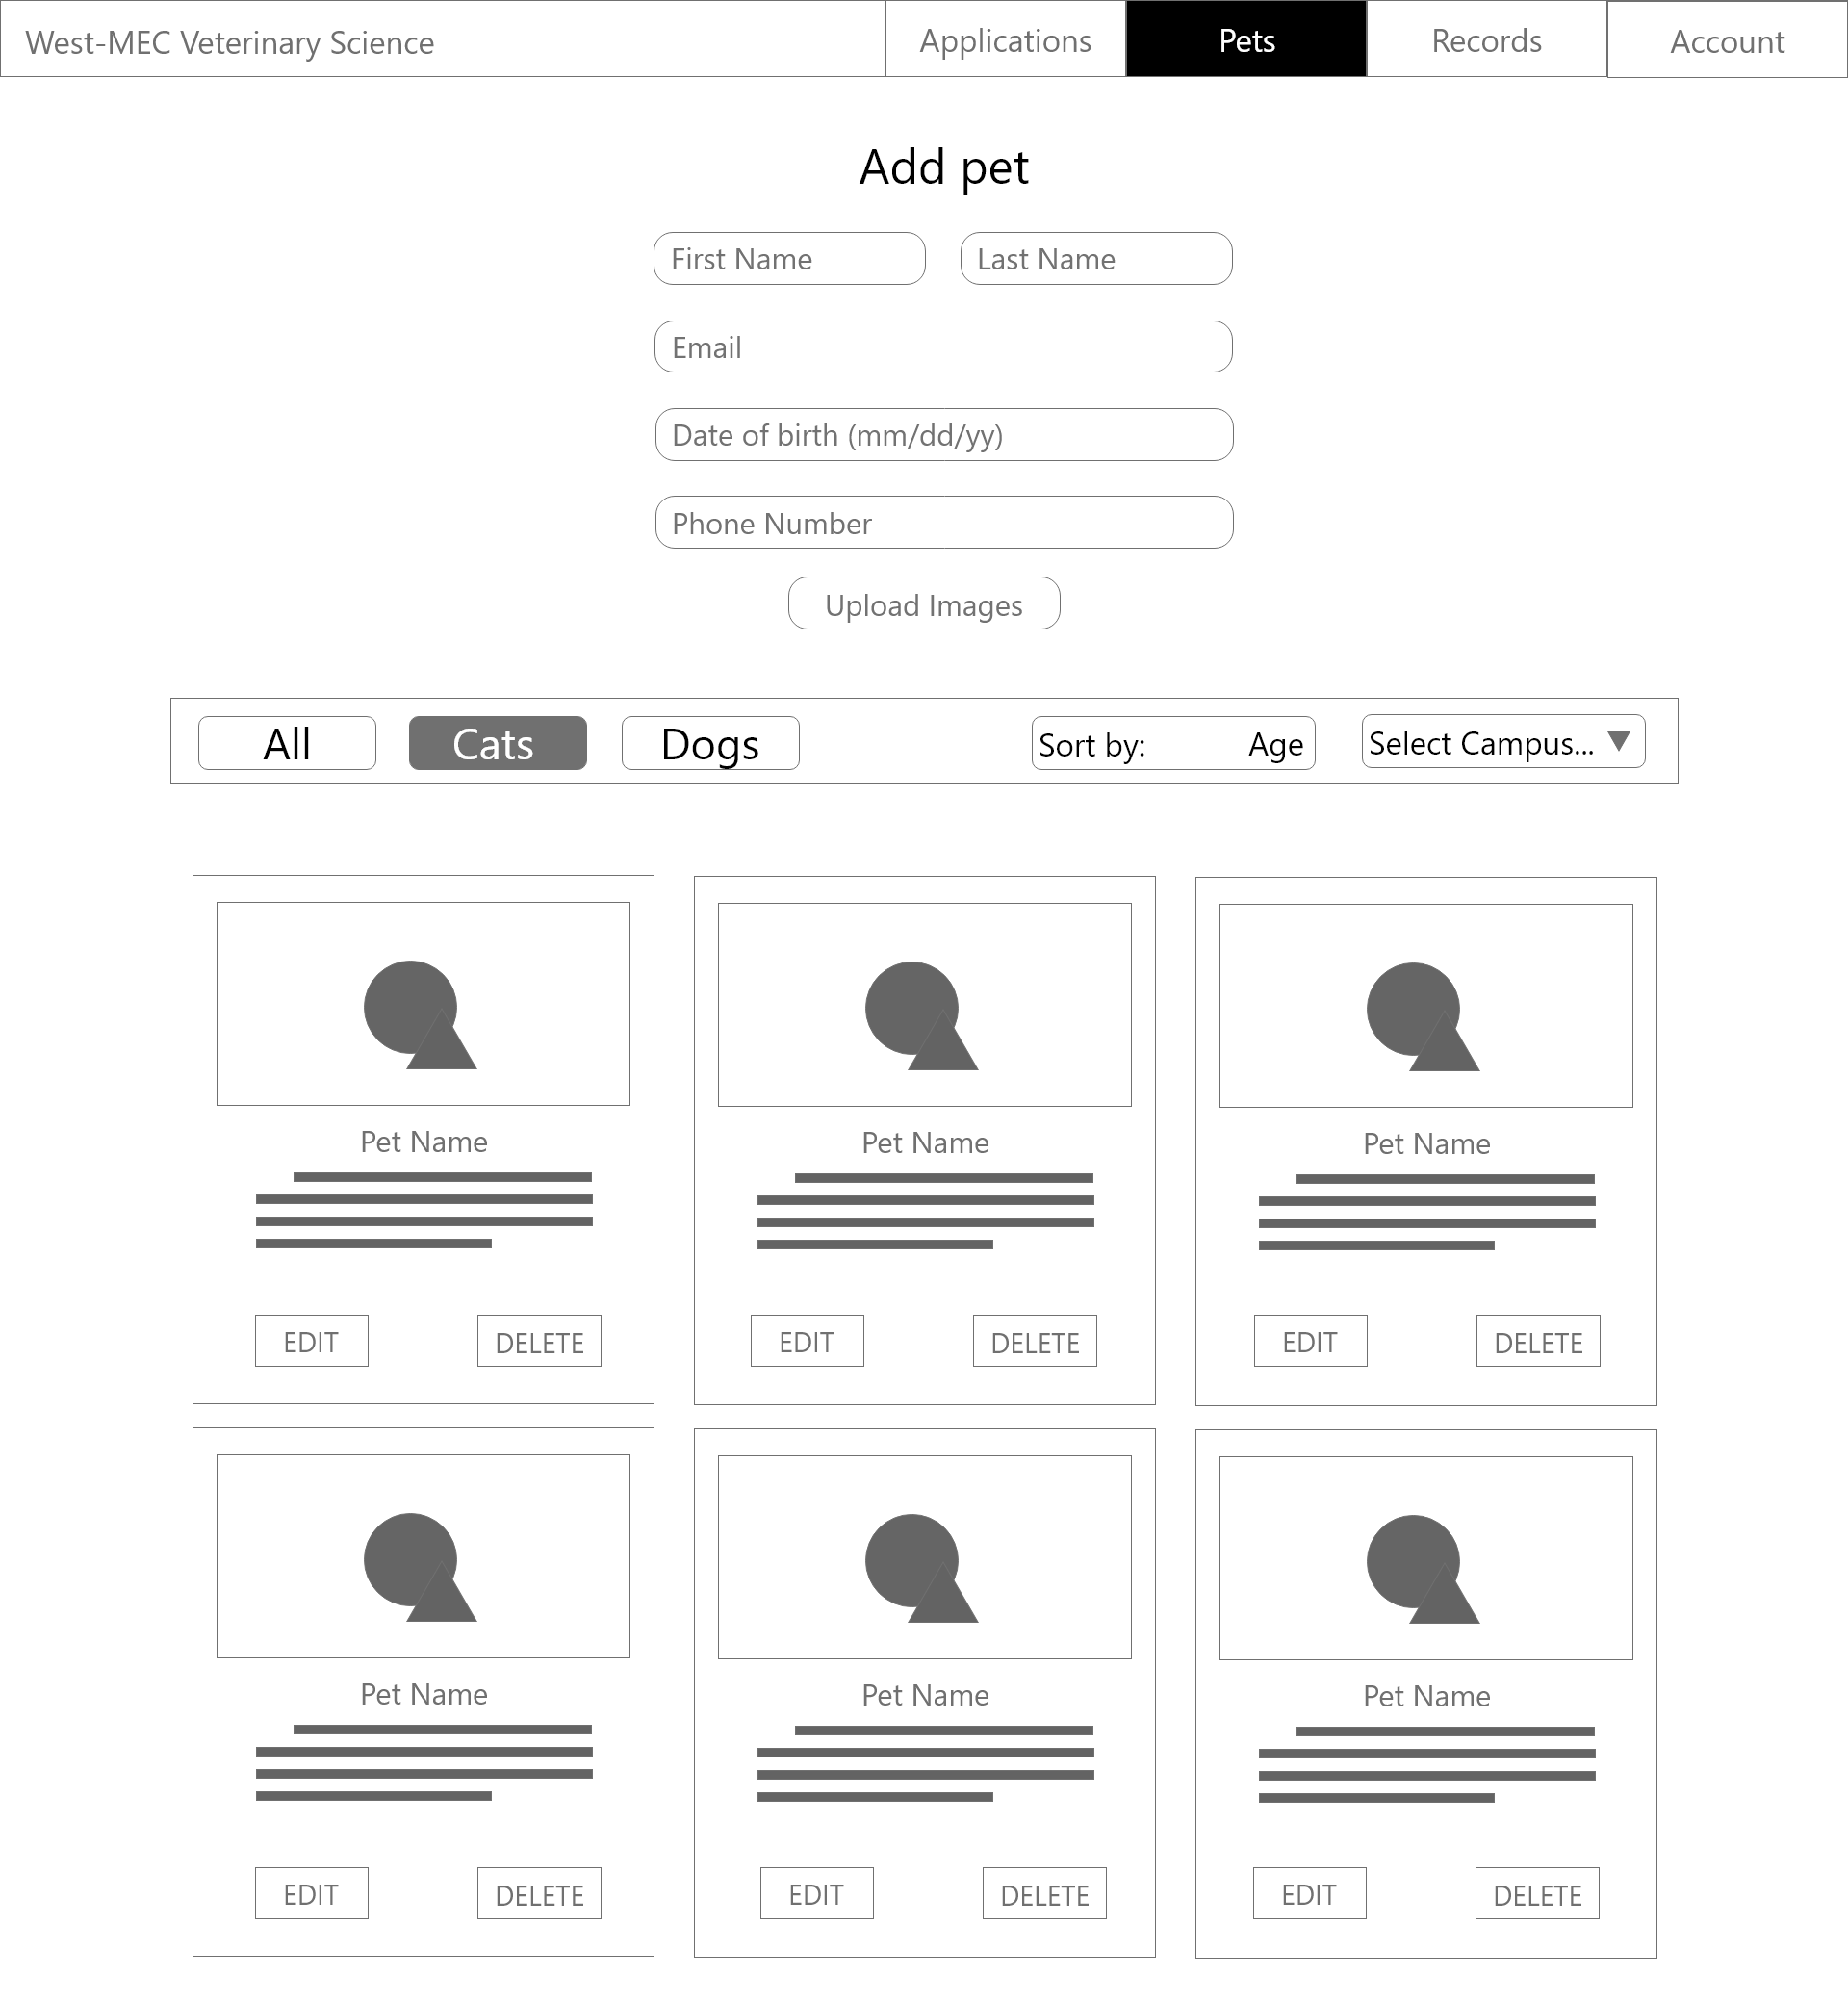 West-MEC Veterinary Science Applications Pets Records Account
Add pet
First Name Last Name
Email
Date of birth (mm/dd/yy)
Phone Number
Upload Images
All Cats Dogs Sort by: Age Select Campus...
Pet Name Pet Name Pet Name
EDIT DELETE EDIT DELETE EDIT DELETE
Pet Name Pet Name Pet Name
EDIT DELETE EDIT DELETE EDIT DELETE